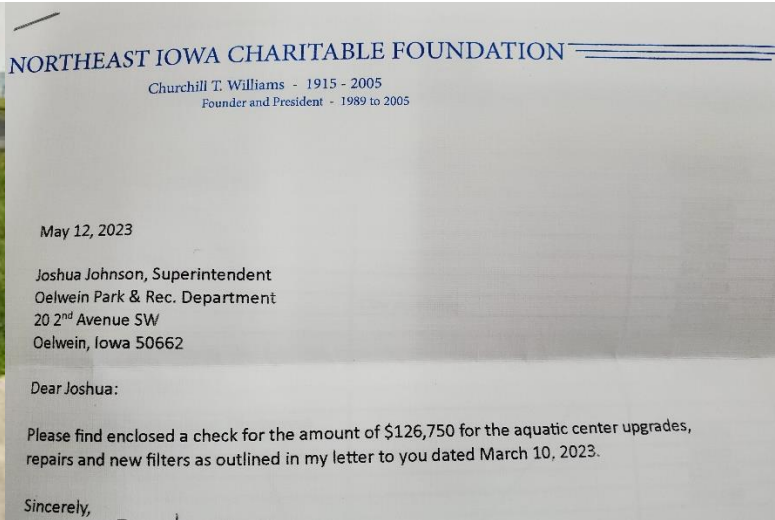 NORTHEAST IOWA CHARITABLE FOUNDATION
Churchill T. Williams - 1915 - 2005
Founder and President - 1989 to 2005
May 12, 2023
Joshua Johnson, Superintendent
Oelwein Park & Rec. Department
20 2nd Avenue SW
Oelwein, Iowa 50662
Dear Joshua:
Please find enclosed a check for the amount of $126,750 for the aquatic center upgrades,
repairs and new filters as outlined in my letter to you dated March 10, 2023.
Sincerely,